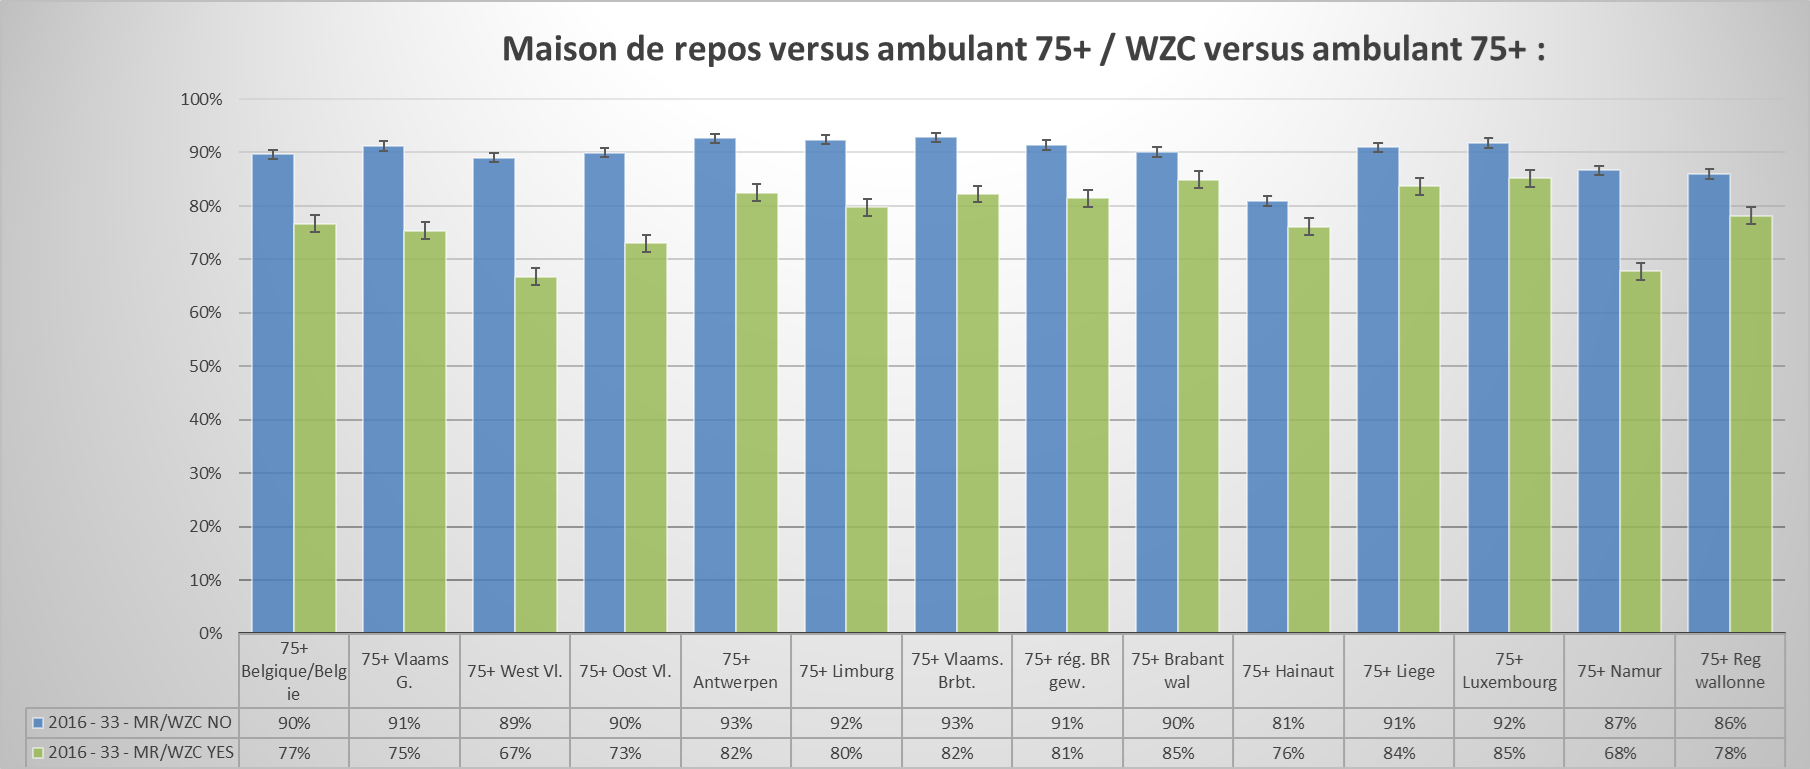 Maison de repos versus ambulant 75+ / WZC versus ambulant 75+ :
100%
90%
80%
70%
60%
50%
40%
30%
20%
10%
0%
75+ Belgique/Belgie
75+ Vlaams G.
75+ West Vl.
75+ Oost Vl.
75+ Antwerpen
75+ Limburg
75+ Vlaams. Brbt.
75+ rég. BR gew.
75+ Brabant wal
75+ Hainaut
75+ Liege
75+ Luxembourg
75+ Namur
75+ Reg wallonne
2016 - 33 - MR/WZC NO 90% 91% 89% 90% 93% 92% 93% 91% 90% 81% 91% 92% 87% 86%
2016 - 33 - MR/WZC YES 77% 75% 67% 73% 82% 80% 82% 81% 85% 76% 84% 85% 68% 78%